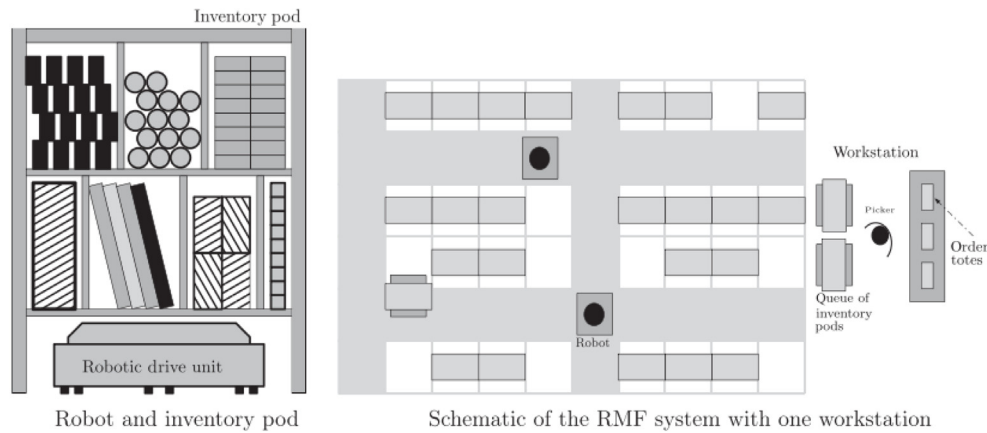 Inventory pod
Robotic drive unit
Robot and inventory pod
Workstation
Picker
Order
totes
Queue of
inventory
pods
Robot
Schematic of the RMF system with one workstation